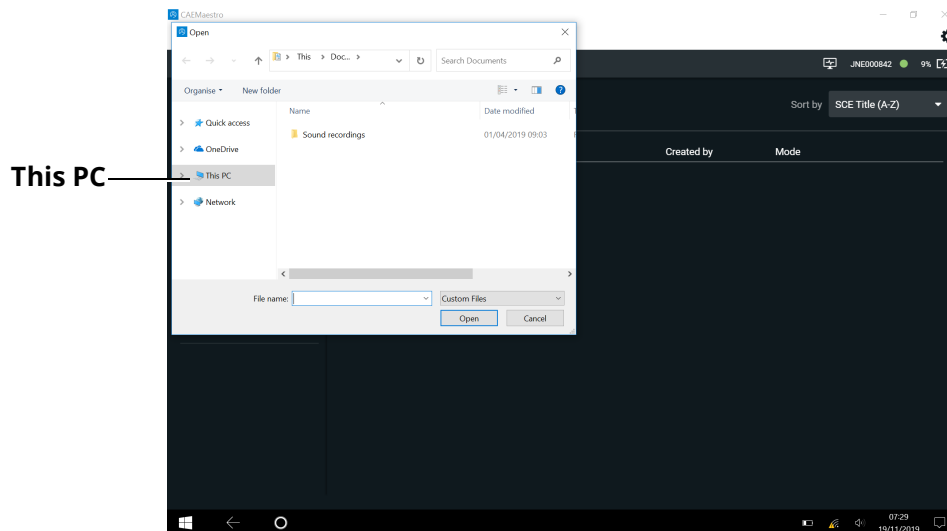 CAEMaestro
Open
This > Doc... >
Search Documents
JNE000842
9%
Organise
New folder
Name
Date modified
Sort by
SCE Title (A-Z)
Quick access
Sound recordings
01/04/2019 09:03
OneDrive
Created by
Mode
This PC
This PC
Network
File name:
Custom Files
Open
Cancel
07:29
19/11/2019